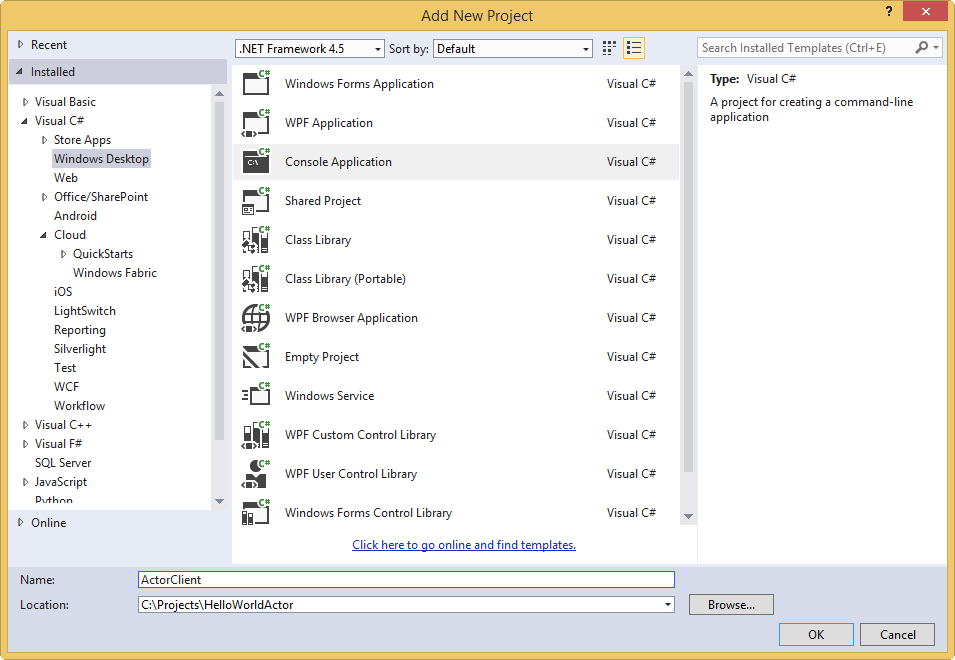 Add New Project
?
Recent
Installed
Visual Basic
Visual C#
Store Apps
Windows Desktop
Web
Office/SharePoint
Android
Cloud
QuickStarts
Windows Fabric
iOS
LightSwitch
Reporting
Silverlight
Test
WCF
Workflow
Visual C++
Visual F#
SQL Server
JavaScript
Python
Online
.NET Framework 4.5 Sort by: Default
C# Windows Forms Application Visual C#
C# WPF Application Visual C#
C# C:\ Console Application Visual C#
C# Shared Project Visual C#
C# Class Library Visual C#
C# Class Library (Portable) Visual C#
C# WPF Browser Application Visual C#
C# Empty Project Visual C#
C# Windows Service Visual C#
C# WPF Custom Control Library Visual C#
C# WPF User Control Library Visual C#
C# Windows Forms Control Library Visual C#
Click here to go online and find templates.
Search Installed Templates (Ctrl+E)
Type: Visual C#
A project for creating a command-line
application
Name: ActorClient
Location: C:\Projects\HelloWorldActor Browse...
OK Cancel